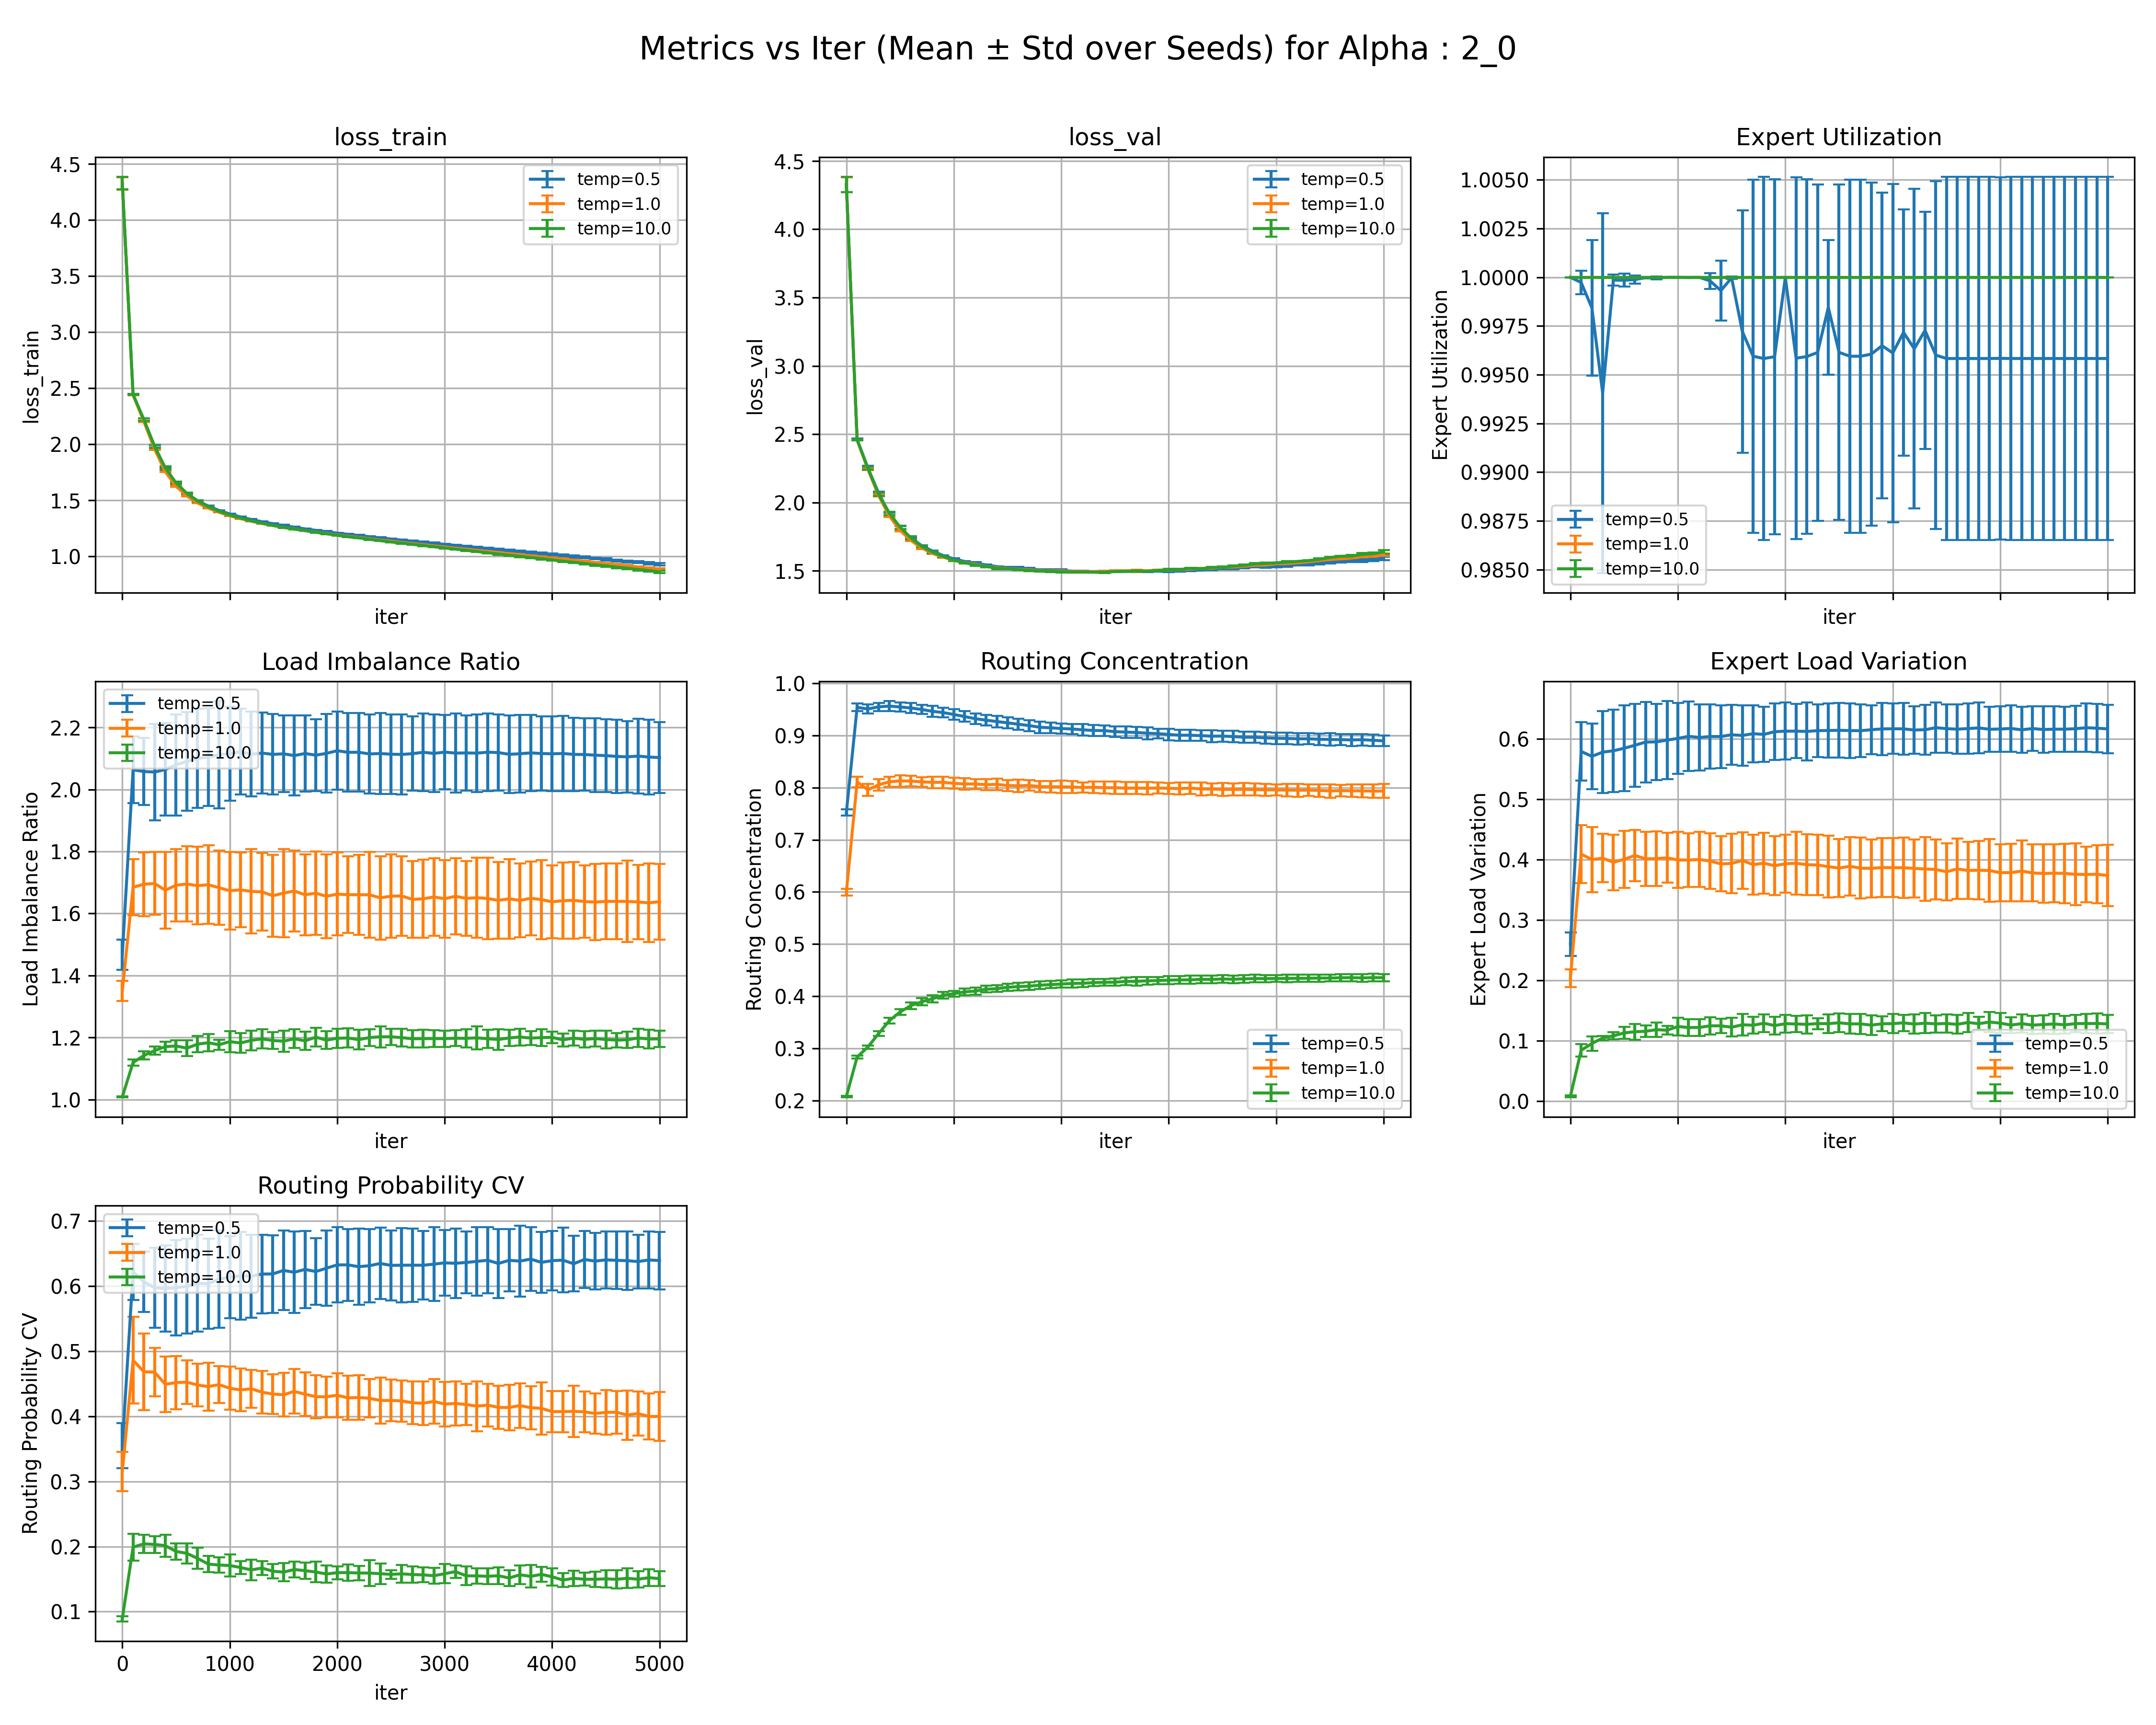 Metrics vs Iter (Mean ± Std over Seeds) for Alpha : 2_0
loss_train
4.5
4.0
3.5
3.0
2.5
2.0
1.5
1.0
loss_train
iter
temp=0.5
temp=1.0
temp=10.0
loss_val
4.5
4.0
3.5
3.0
2.5
2.0
1.5
loss_val
iter
temp=0.5
temp=1.0
temp=10.0
Expert Utilization
1.0050
1.0025
1.0000
0.9975
0.9950
0.9925
0.9900
0.9875
0.9850
Expert Utilization
iter
temp=0.5
temp=1.0
temp=10.0
Load Imbalance Ratio
2.2
2.0
1.8
1.6
1.4
1.2
1.0
Load Imbalance Ratio
iter
temp=0.5
temp=1.0
temp=10.0
Routing Concentration
1.0
0.9
0.8
0.7
0.6
0.5
0.4
0.3
0.2
Routing Concentration
iter
temp=0.5
temp=1.0
temp=10.0
Expert Load Variation
0.6
0.5
0.4
0.3
0.2
0.1
0.0
Expert Load Variation
iter
temp=0.5
temp=1.0
temp=10.0
Routing Probability CV
0.7
0.6
0.5
0.4
0.3
0.2
0.1
Routing Probability CV
temp=0.5
temp=1.0
temp=10.0
0 1000 2000 3000 4000 5000
iter